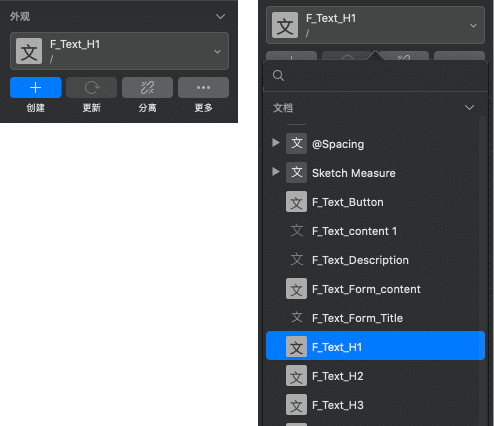 外观
文
F_Text_H1
/
创建
更新
分离
更多
文
F_Text_H1
/
文档
文 @Spacing
文 Sketch Measure
文 F_Text_Button
文 F_Text_content 1
文 F_Text_Description
文 F_Text_Form_content
文 F_Text_Form_Title
文 F_Text_H1
文 F_Text_H2
文 F_Text_H3